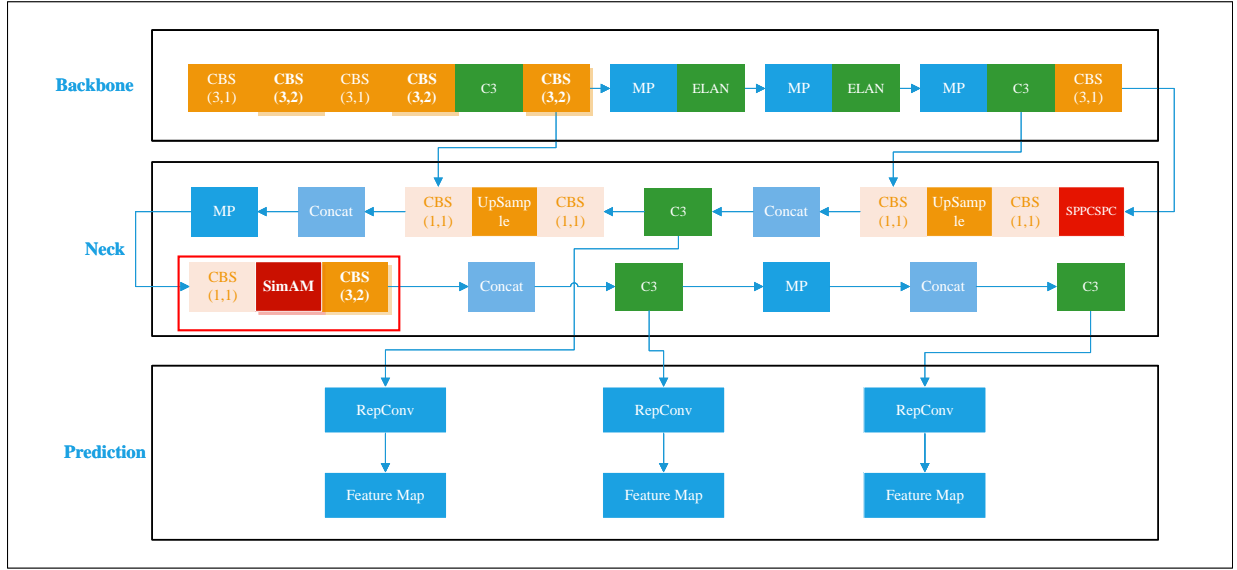 Backbone
CBS
(3,1)
CBS
(3,2)
CBS
(3,1)
CBS
(3,2)
C3
CBS
(3,2)
MP
ELAN
MP
ELAN
MP
C3
CBS
(3,1)
Neck
MP
Concat
CBS
(1,1)
UpSamp
le
CBS
(1,1)
C3
Concat
CBS
(1,1)
UpSamp
le
CBS
(1,1)
SPPCSPC
CBS
(1,1)
SimAM
CBS
(3,2)
Concat
C3
MP
Concat
C3
Prediction
RepConv
RepConv
RepConv
Feature Map
Feature Map
Feature Map